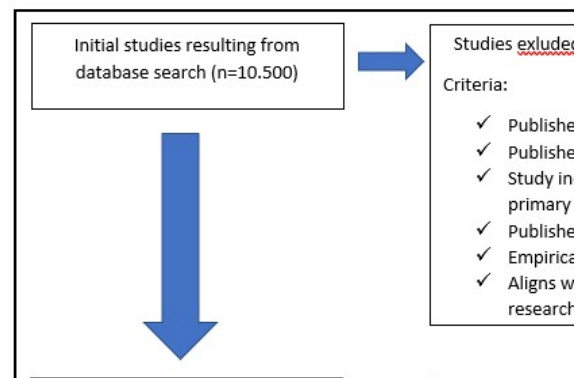 Initial studies resulting from
database search (n=10.500)
Studies exluded
Criteria:
✓ Publishe
✓ Publishe
✓ Study in
primary
✓ Publishe
✓ Empirica
✓ Aligns w
research